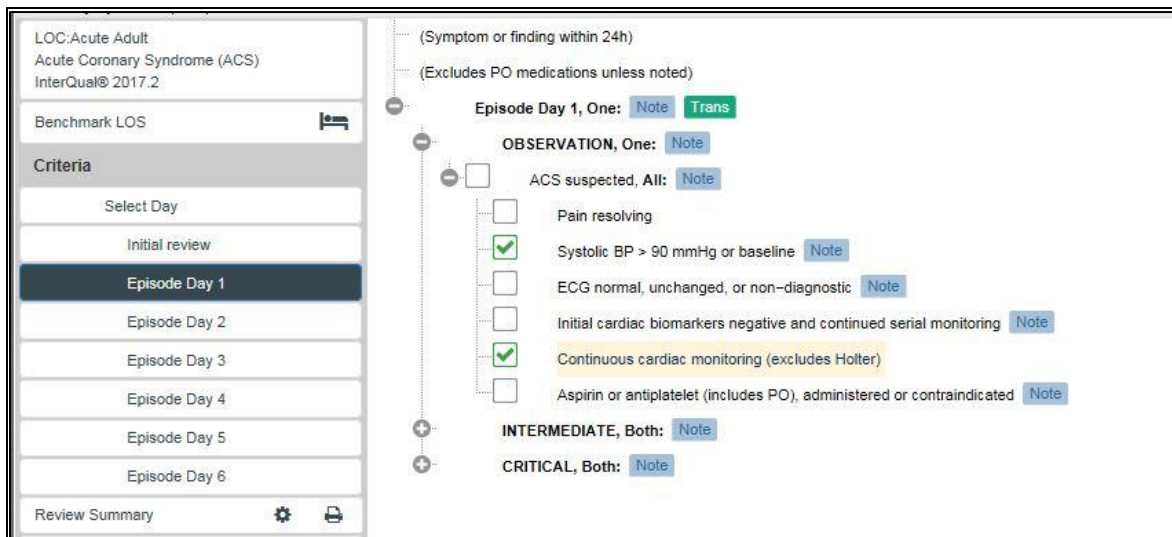 LOC:Acute Adult
Acute Coronary Syndrome (ACS)
InterQual® 2017.2
Benchmark LOS
Criteria
Select Day
Initial review
Episode Day 1
Episode Day 2
Episode Day 3
Episode Day 4
Episode Day 5
Episode Day 6
Review Summary
(Symptom or finding within 24h)
(Excludes PO medications unless noted)
Episode Day 1, One: Note Trans
OBSERVATION, One: Note
ACS suspected, All: Note
Pain resolving
Systolic BP > 90 mmHg or baseline Note
ECG normal, unchanged, or non-diagnostic Note
Initial cardiac biomarkers negative and continued serial monitoring Note
Continuous cardiac monitoring (excludes Holter)
Aspirin or antiplatelet (includes PO), administered or contraindicated Note
INTERMEDIATE, Both: Note
CRITICAL, Both: Note